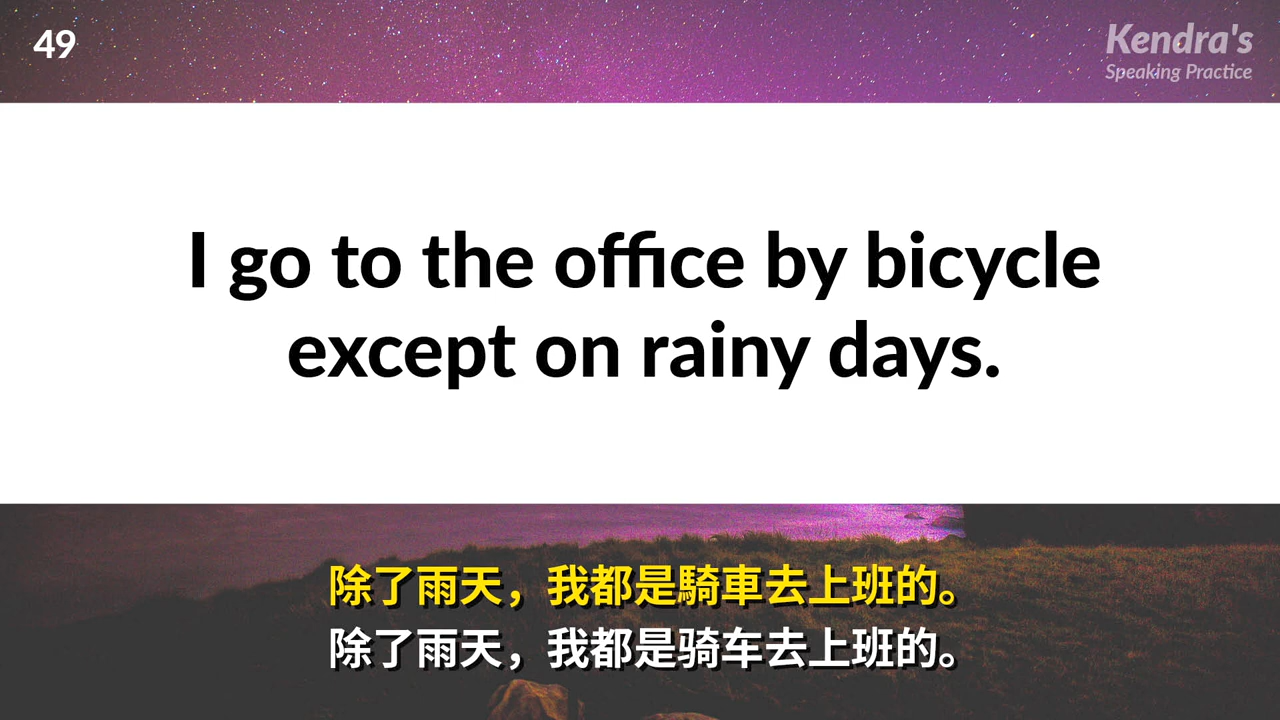 49
Kendra's
Speaking Practice
I go to the office by bicycle
except on rainy days.
除了雨天，我都是騎車去上班的。
除了雨天，我都是骑车去上班的。